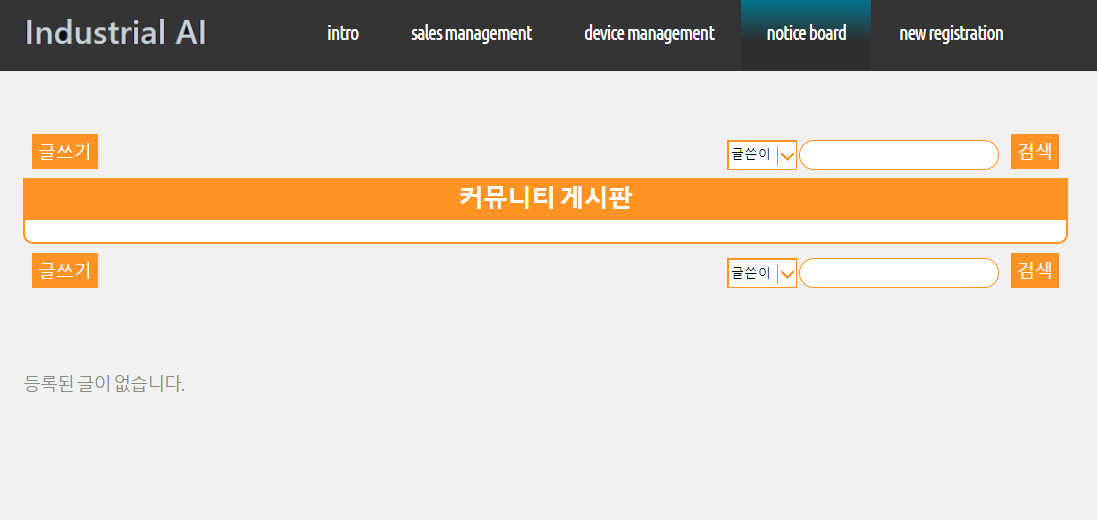 Industrial AI intro sales management device management notice board new registration
글쓰기 글쓴이 검색
커뮤니티 게시판
글쓰기 글쓴이 검색
등록된 글이 없습니다.